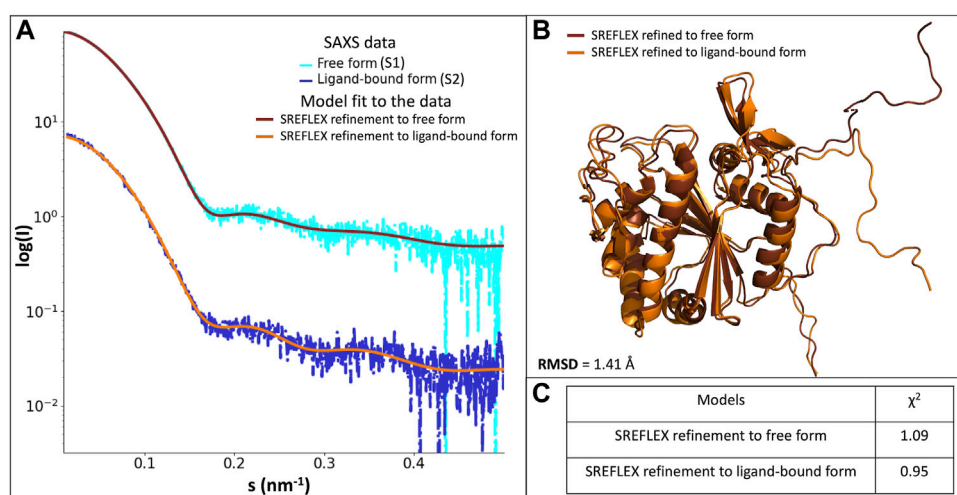 A
SAXS data
Free form (S1)
Ligand-bound form (S2)
Model fit to the data
SREFLEX refinement to free form
SREFLEX refinement to ligand-bound form
log(I)
10¹
10⁰
10⁻¹
10⁻²
0.1 0.2 0.3 0.4
s (nm⁻¹)
B
SREFLEX refined to free form
SREFLEX refined to ligand-bound form
RMSD = 1.41 Å
C
Models χ²
SREFLEX refinement to free form 1.09
SREFLEX refinement to ligand-bound form 0.95